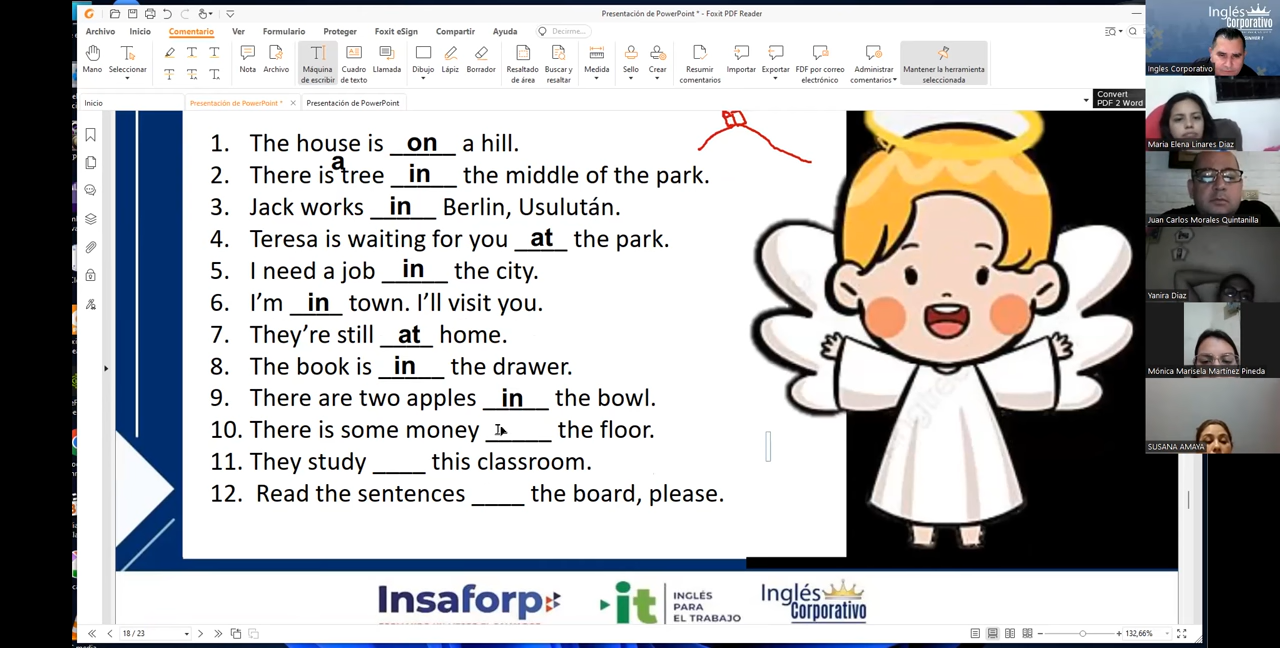 Presentación de PowerPoint * - Foxit PDF Reader
Archivo Inicio Comentario Ver Formulario Proteger Foxit eSign Compartir Ayuda Decirme...
Mano Seleccionar Nota Archivo Máquina de escribir Cuadro de texto Llamada Dibujo Lápiz Borrador Resaltado de área Buscar y resaltar Medida Sello Crear Resumir comentarios Importar Exportar FDF por correo electrónico Administrar comentarios Mantener la herramienta seleccionada
Inicio Presentación de PowerPoint * Presentación de PowerPoint
Convert
PDF 2 Word
1. The house is on a hill.
a
2. There is tree in the middle of the park.
3. Jack works in Berlin, Usulután.
4. Teresa is waiting for you at the park.
5. I need a job in the city.
6. I'm in town. I'll visit you.
7. They're still at home.
8. The book is in the drawer.
9. There are two apples in the bowl.
10. There is some money _____ the floor.
11. They study ____ this classroom.
12. Read the sentences ____ the board, please.
Insaforp
it INGLÉS PARA EL TRABAJO
Inglés Corporativo
18 / 23
132,66%
Inglés
Corporativo
Ingles Corporativo
Maria Elena Linares Diaz
Juan Carlos Morales Quintanilla
Yanira Diaz
Mónica Marisela Martínez Pineda
SUSANA AMAYA